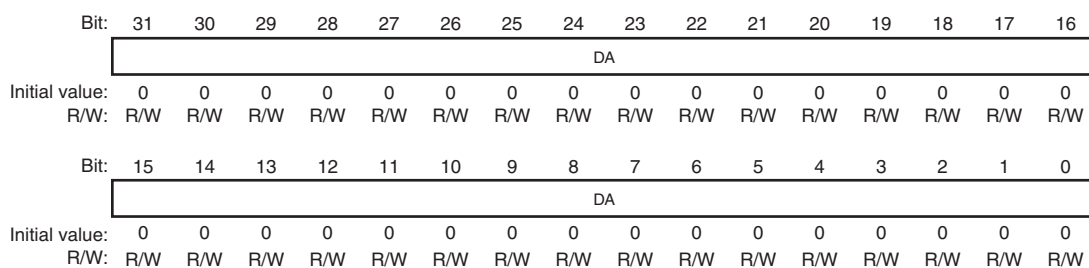 Bit: 31 30 29 28 27 26 25 24 23 22 21 20 19 18 17 16
DA
Initial value: 0 0 0 0 0 0 0 0 0 0 0 0 0 0 0 0
R/W: R/W R/W R/W R/W R/W R/W R/W R/W R/W R/W R/W R/W R/W R/W R/W R/W
Bit: 15 14 13 12 11 10 9 8 7 6 5 4 3 2 1 0
DA
Initial value: 0 0 0 0 0 0 0 0 0 0 0 0 0 0 0 0
R/W: R/W R/W R/W R/W R/W R/W R/W R/W R/W R/W R/W R/W R/W R/W R/W R/W